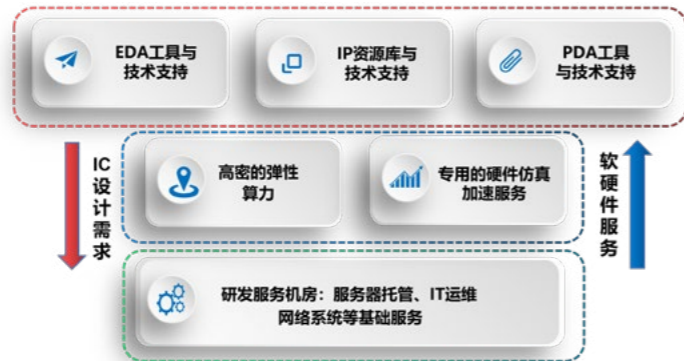 EDA工具与
技术支持
IP资源库与
技术支持
PDA工具
与技术支持
IC设计需求
高密的弹性
算力
专用的硬件仿真
加速服务
软硬件服务
研发服务机房：服务器托管、IT运维
网络系统等基础服务